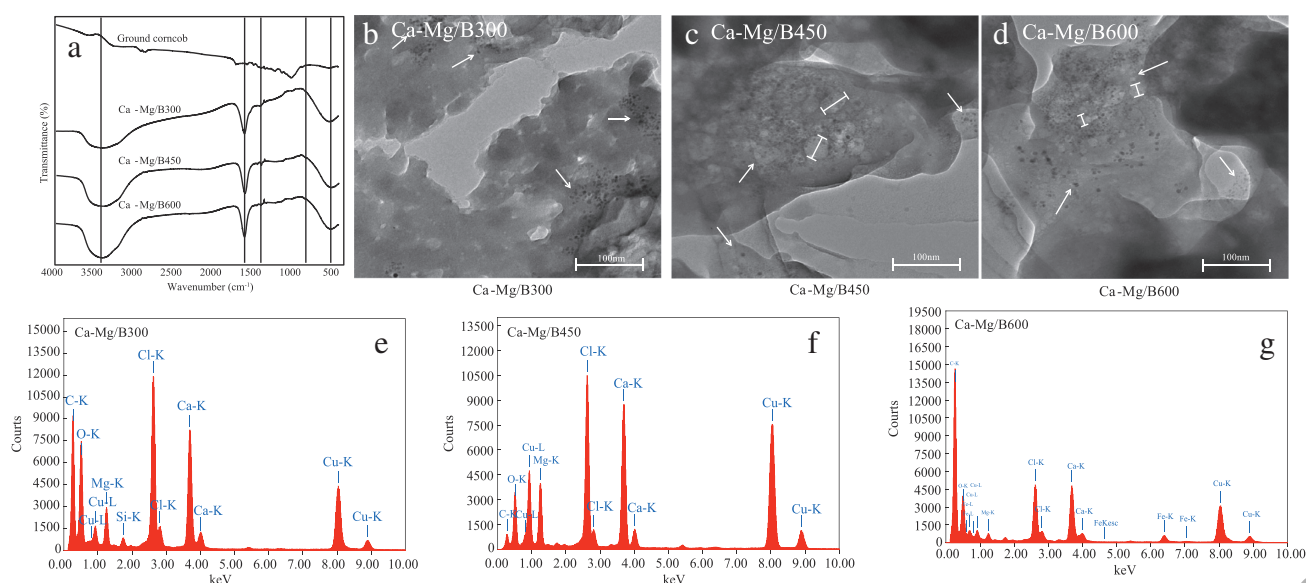 a
Ground corncob
Ca -Mg/B300
Ca -Mg/B450
Ca -Mg/B600
Transmittance (%)
4000 3500 3000 2500 2000 1500 1000 500
Wavenumber (cm⁻¹)
b Ca-Mg/B300
100nm
Ca-Mg/B300
c Ca-Mg/B450
100nm
Ca-Mg/B450
d Ca-Mg/B600
100nm
Ca-Mg/B600
Ca-Mg/B300
e
15000
13500
12000
10500
9000
7500
6000
4500
3000
1500
0
Counts
C-K
O-K
Cu-L
Cu-L
Mg-K
Si-K
Cl-K
Cl-K
Ca-K
Ca-K
Cu-K
Cu-K
0.00 1.00 2.00 3.00 4.00 5.00 6.00 7.00 8.00 9.00 10.00
keV
Ca-Mg/B450
f
13500
12000
10500
9000
7500
6000
4500
3000
1500
0
Counts
C-K
O-K
Cu-L
Cu-L
Mg-K
Cl-K
Cl-K
Ca-K
Ca-K
Cu-K
Cu-K
0.00 1.00 2.00 3.00 4.00 5.00 6.00 7.00 8.00 9.00 10.00
keV
Ca-Mg/B600
g
19500
18000
16500
15000
13500
12000
10500
9000
7500
6000
4500
3000
1500
0
Counts
C-K
O-K
Cu-L
Mg-K
Cl-K
Cl-K
Ca-K
Ca-K
FeKesc
Fe-K
Fe-K
Cu-K
Cu-K
0.00 1.00 2.00 3.00 4.00 5.00 6.00 7.00 8.00 9.00 10.00
keV